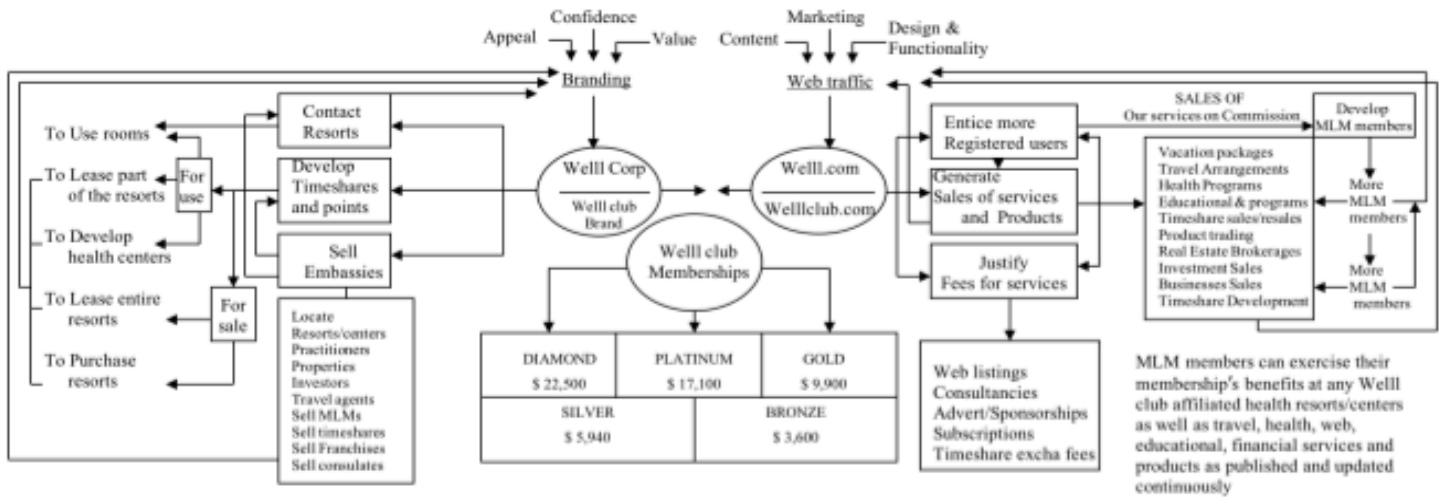 Confidence
Appeal
Value
Branding
Marketing
Content
Design &
Functionality
Web traffic
Contact
Resorts
Develop
Timeshares
and points
Sell
Embassies
To Use rooms
To Lease part
of the resorts
To Develop
health centers
To Lease entire
resorts
To Purchase
resorts
For
use
For
sale
Locate
Resorts/centers
Practitioners
Properties
Investors
Travel agents
Sell MLMs
Sell timeshares
Sell Franchises
Sell consulates
Welll Corp
Welll club
Brand
Welll.com
Welllclub.com
Welll club
Memberships
DIAMOND
$ 22,500
PLATINUM
$ 17,100
GOLD
$ 9,900
SILVER
$ 5,940
BRONZE
$ 3,600
Entice more
Registered users
Generate
Sales of services
and Products
Justify
Fees for services
Web listings
Consultancies
Advert/Sponsorships
Subscriptions
Timeshare excha fees
SALES OF
Our services on Commission
Develop
MLM members
Vacation packages
Travel Arrangements
Health Programs
Educational & programs
Timeshare sales/resales
Product trading
Real Estate Brokerages
Investment Sales
Businesses Sales
Timeshare Development
More
MLM
members
More
MLM
members
MLM members can exercise their
membership's benefits at any Welll
club affiliated health resorts/centers
as well as travel, health, web,
educational, financial services and
products as published and updated
continuously